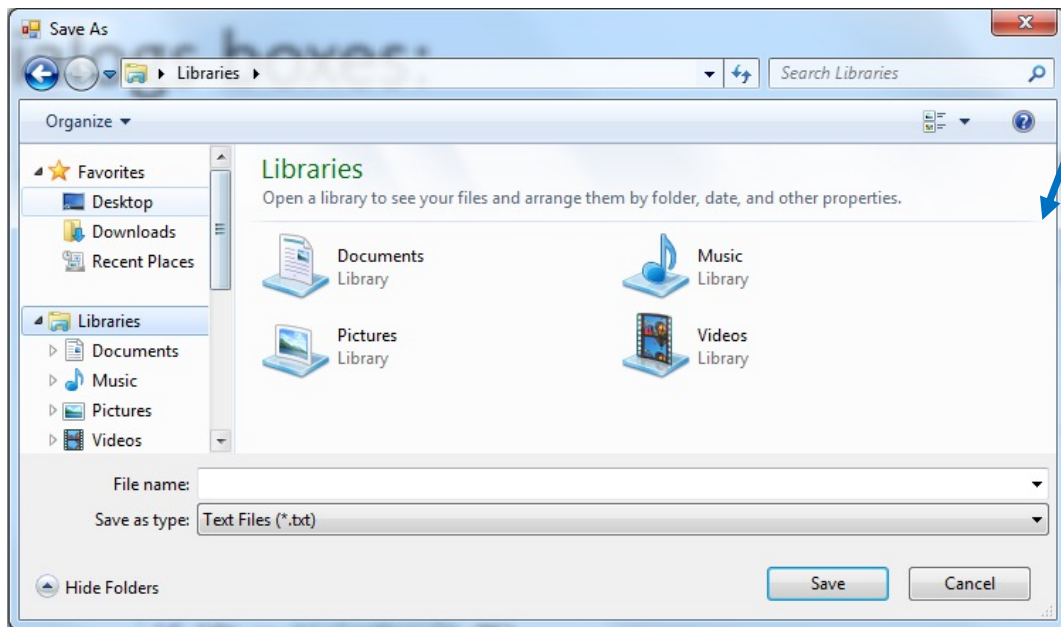 Save As
Libraries
Search Libraries
Organize
Favorites
Desktop
Downloads
Recent Places
Libraries
Documents
Music
Pictures
Videos
Libraries
Open a library to see your files and arrange them by folder, date, and other properties.
Documents
Library
Music
Library
Pictures
Library
Videos
Library
File name:
Save as type: Text Files (*.txt)
Hide Folders
Save Cancel